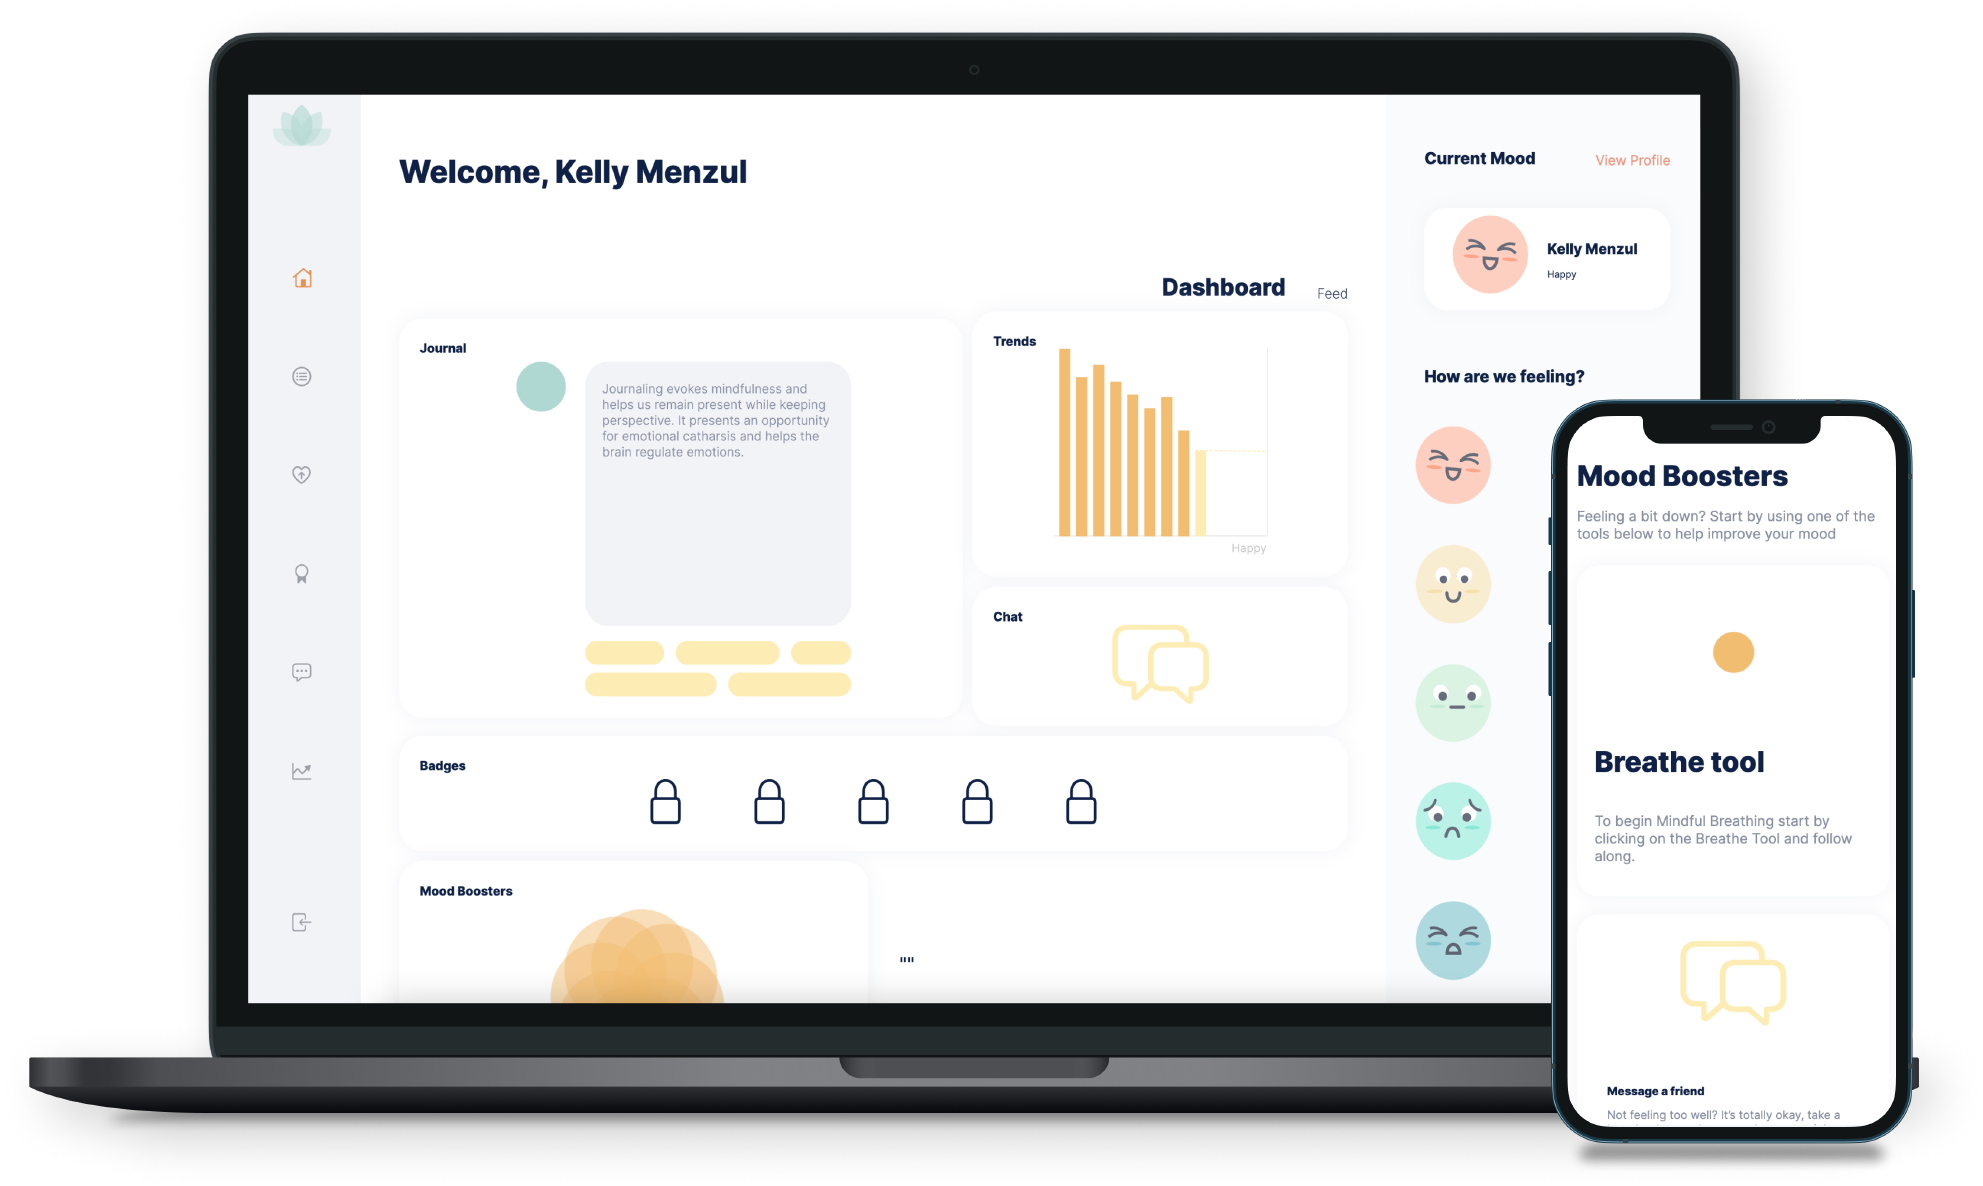 Welcome, Kelly Menzul
Dashboard
Feed
Journal
Journaling evokes mindfulness and
helps us remain present while keeping
perspective. It presents an opportunity
for emotional catharsis and helps the
brain regulate emotions.
Trends
Happy
Chat
Badges
Mood Boosters
""
Current Mood
View Profile
Kelly Menzul
Happy
How are we feeling?
Mood Boosters
Feeling a bit down? Start by using one of the
tools below to help improve your mood
Breathe tool
To begin Mindful Breathing start by
clicking on the Breathe Tool and follow
along.
Message a friend
Not feeling too well? It's totally okay, take a